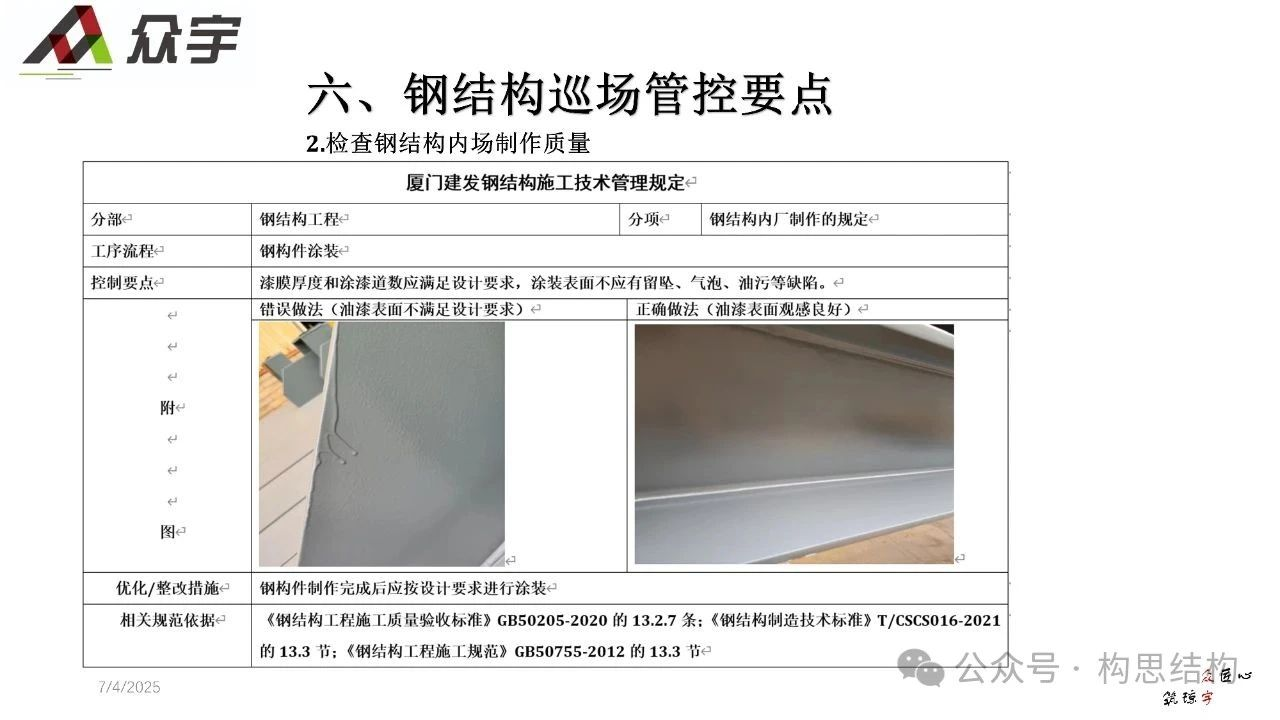 众宇
六、钢结构巡场管控要点
2.检查钢结构内场制作质量
厦门建发钢结构施工技术管理规定
分部 钢结构工程 分项 钢结构内厂制作的规定
工序流程 钢构件涂装
控制要点 漆膜厚度和涂漆道数应满足设计要求，涂装表面不应有留坠、气泡、油污等缺陷。
错误做法（油漆表面不满足设计要求） 正确做法（油漆表面观感良好）
附
图
优化/整改措施 钢构件制作完成后应按设计要求进行涂装
相关规范依据 《钢结构工程施工质量验收标准》GB50205-2020 的 13.2.7 条；《钢结构制造技术标准》T/CSCS016-2021
的 13.3 节；《钢结构工程施工规范》GB50755-2012 的 13.3 节
7/4/2025
公众号 · 构思结构
众匠心
筑琼宇